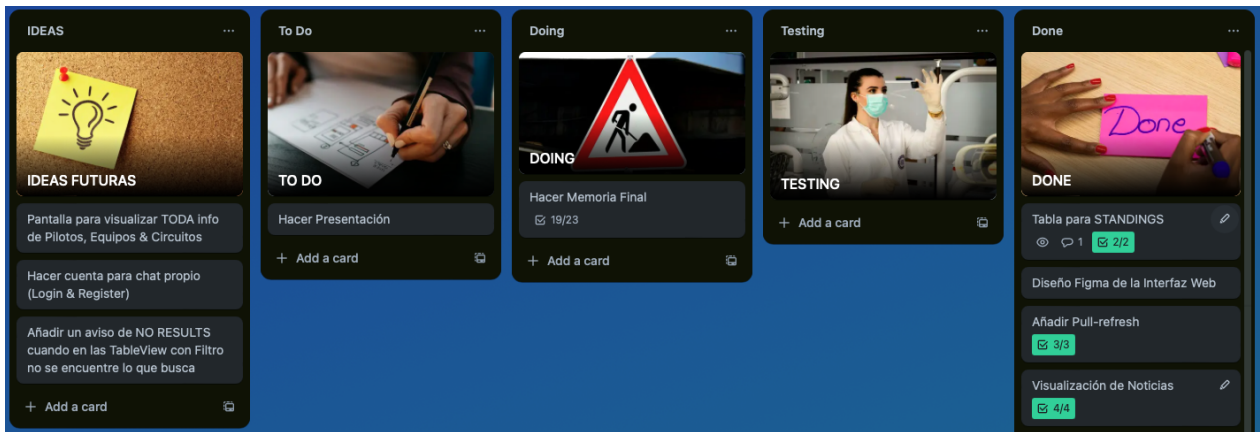 IDEAS
IDEAS FUTURAS
Pantalla para visualizar TODA info
de Pilotos, Equipos & Circuitos
Hacer cuenta para chat propio
(Login & Register)
Añadir un aviso de NO RESULTS
cuando en las TableView con Filtro
no se encuentre lo que busca
+ Add a card
To Do
TO DO
Hacer Presentación
+ Add a card
Doing
DOING
Hacer Memoria Final
19/23
+ Add a card
Testing
TESTING
+ Add a card
Done
Done
DONE
Tabla para STANDINGS
1 2/2
Diseño Figma de la Interfaz Web
Añadir Pull-refresh
3/3
Visualización de Noticias
4/4